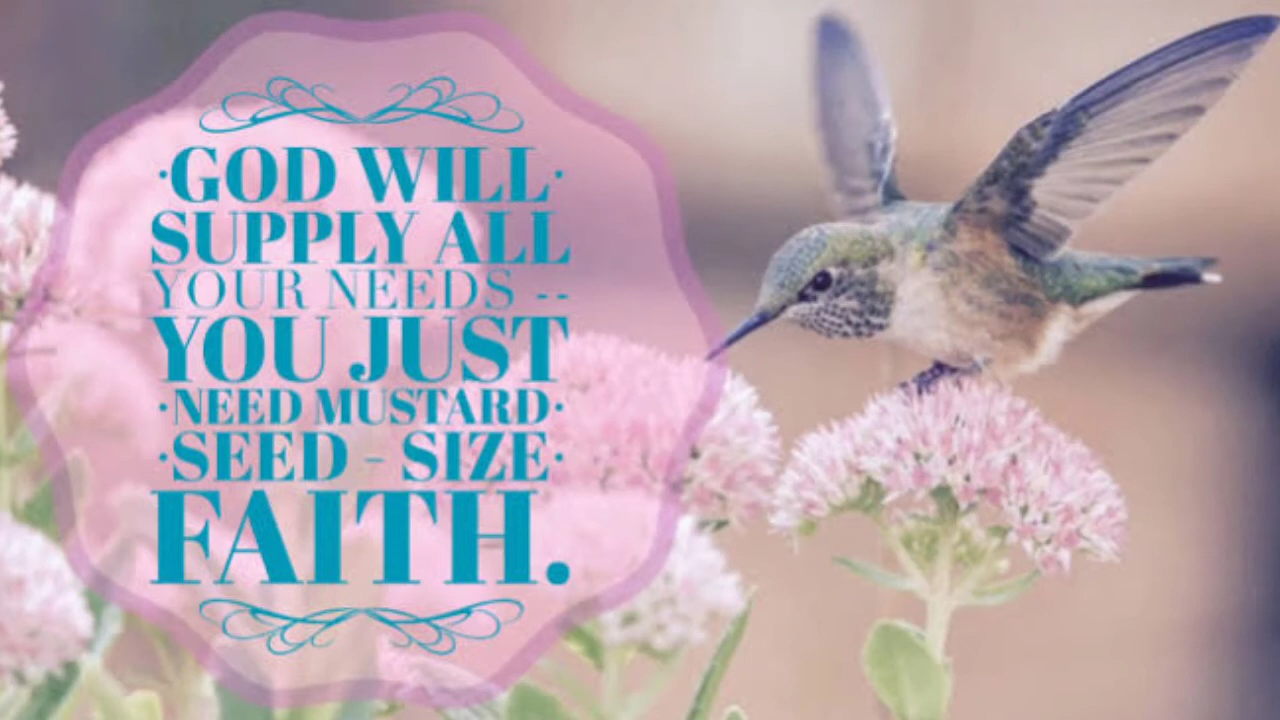 ·GOD WILL·
SUPPLY ALL
YOUR NEEDS --
YOU JUST
·NEED MUSTARD·
·SEED - SIZE·
FAITH.